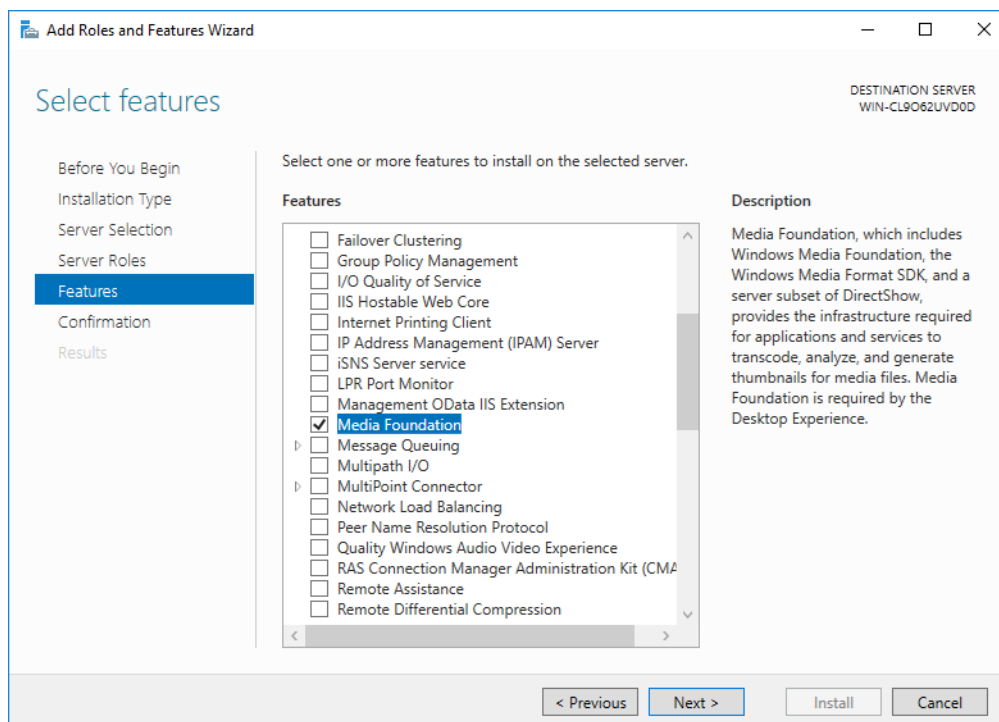 Add Roles and Features Wizard
Select features
DESTINATION SERVER
WIN-CL9O62UVD0D
Before You Begin
Installation Type
Server Selection
Server Roles
Features
Confirmation
Results
Select one or more features to install on the selected server.
Features
Failover Clustering
Group Policy Management
I/O Quality of Service
IIS Hostable Web Core
Internet Printing Client
IP Address Management (IPAM) Server
iSNS Server service
LPR Port Monitor
Management OData IIS Extension
Media Foundation
Message Queuing
Multipath I/O
MultiPoint Connector
Network Load Balancing
Peer Name Resolution Protocol
Quality Windows Audio Video Experience
RAS Connection Manager Administration Kit (CMA
Remote Assistance
Remote Differential Compression
Description
Media Foundation, which includes
Windows Media Foundation, the
Windows Media Format SDK, and a
server subset of DirectShow,
provides the infrastructure required
for applications and services to
transcode, analyze, and generate
thumbnails for media files. Media
Foundation is required by the
Desktop Experience.
< Previous
Next >
Install
Cancel